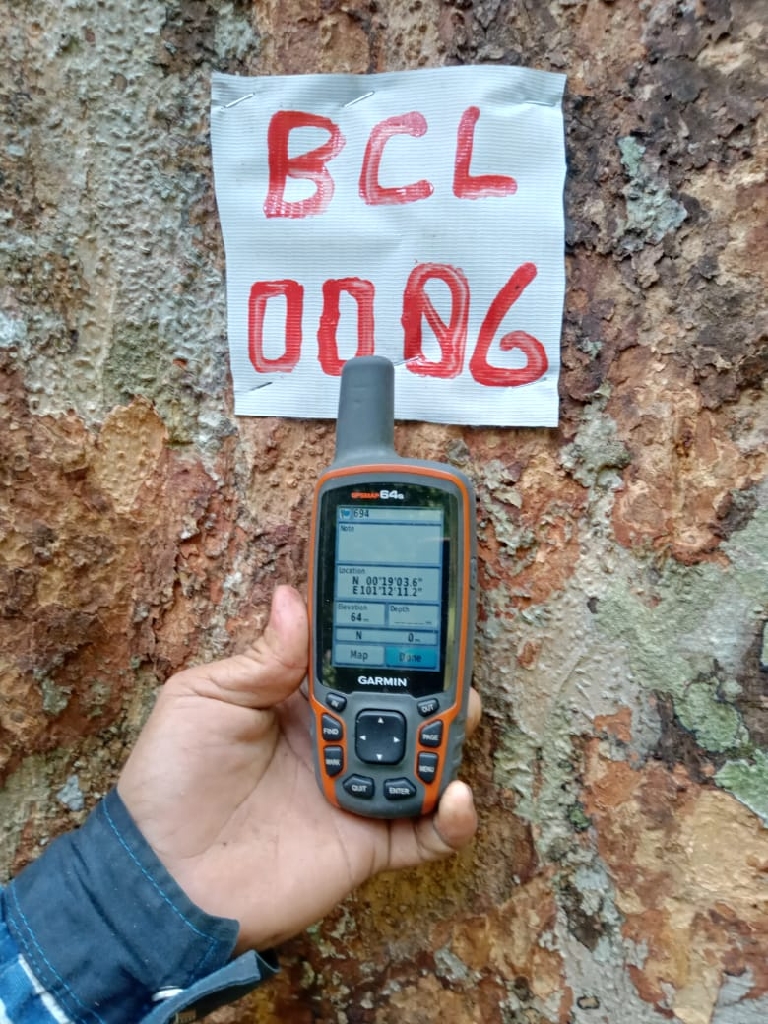 BCL
0006
GPSMAP 64s
694
Note
Location
N 00°19'03.6"
E101°12'11.2"
Elevation Depth
64m
N 0m
Map Done
GARMIN
IN OUT
FIND PAGE
MARK MENU
QUIT ENTER